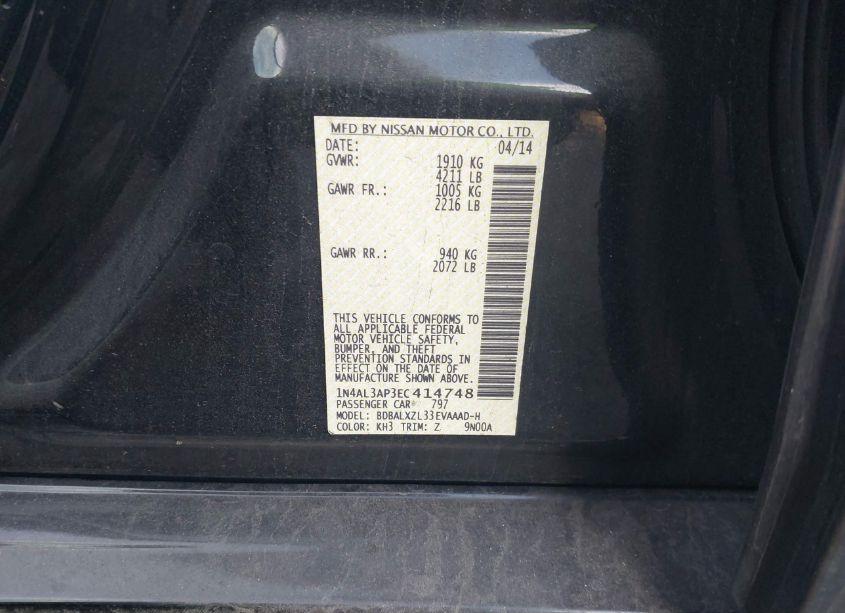 MFD BY NISSAN MOTOR CO., LTD.
DATE: 04/14
GVWR: 1910 KG
4211 LB
GAWR FR.: 1005 KG
2216 LB
GAWR RR.: 940 KG
2072 LB
THIS VEHICLE CONFORMS TO
ALL APPLICABLE FEDERAL
MOTOR VEHICLE SAFETY,
BUMPER, AND THEFT
PREVENTION STANDARDS IN
EFFECT ON THE DATE OF
MANUFACTURE SHOWN ABOVE.
1N4AL3AP3EC414748
PASSENGER CAR 797
MODEL: BDBALXZL33EVAAAD-H
COLOR: KH3 TRIM: Z 9N00A